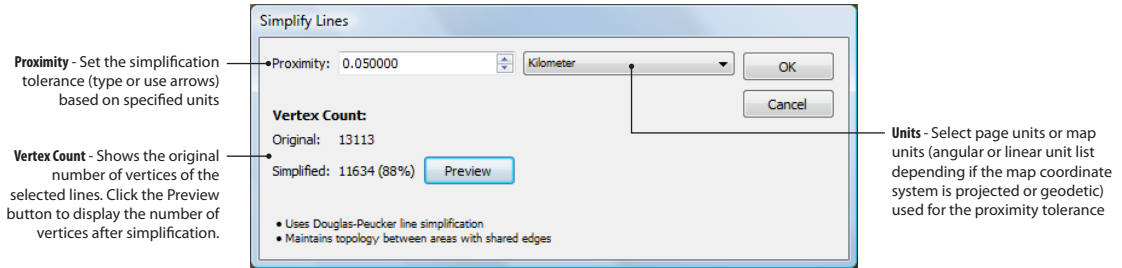 Simplify Lines
Proximity - Set the simplification
tolerance (type or use arrows)
based on specified units
Proximity: 0.050000 Kilometer OK
Cancel
Vertex Count:
Original: 13113
Simplified: 11634 (88%) Preview
Vertex Count - Shows the original
number of vertices of the
selected lines. Click the Preview
button to display the number of
vertices after simplification.
• Uses Douglas-Peucker line simplification
• Maintains topology between areas with shared edges
Units - Select page units or map
units (angular or linear unit list
depending if the map coordinate
system is projected or geodetic)
used for the proximity tolerance